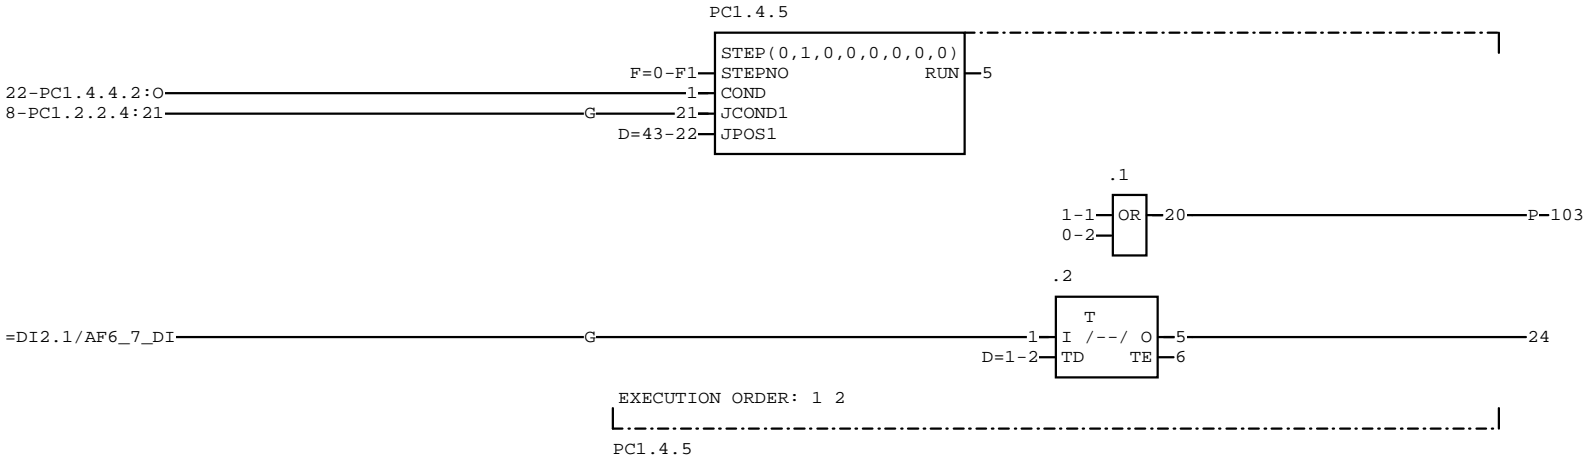 PC1.4.5
STEP(0,1,0,0,0,0,0,0)
F=0-F1 STEPNO RUN 5
22-PC1.4.4.2:O 1 COND
8-PC1.2.2.4:21 G 21 JCOND1
D=43-22 JPOS1
.1
1-1 OR 20 P 103
0-2
.2
T
=DI2.1/AF6_7_DI G 1 I /--/ O 5 24
D=1-2 TD TE 6
EXECUTION ORDER: 1 2
PC1.4.5